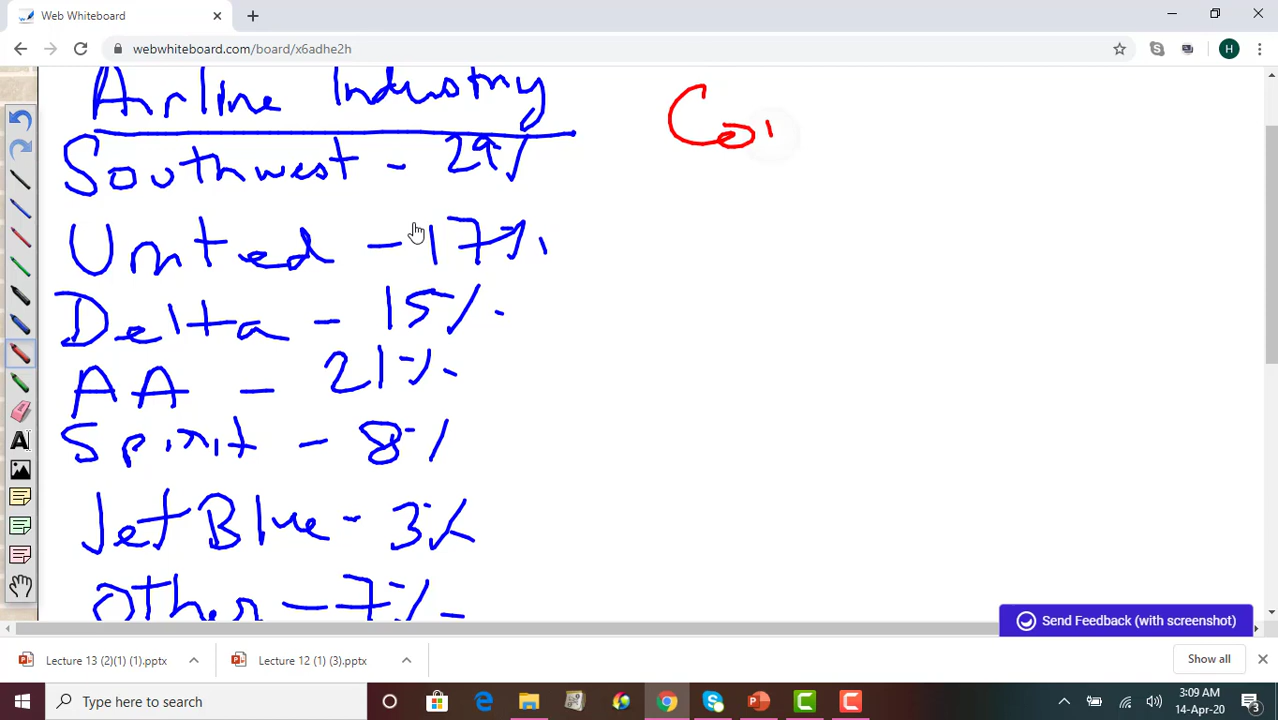 Web Whiteboard
webwhiteboard.com/board/x6adhe2h
H
Airline Industry
Southwest - 29%
United - 17%
Delta - 15%
AA - 21%
Spirit - 8%
JetBlue - 3%
Other - 7%
Co
A
Send Feedback (with screenshot)
Lecture 13 (2)(1) (1).pptx
Lecture 12 (1) (3).pptx
Show all
Type here to search
3:09 AM
14-Apr-20
3